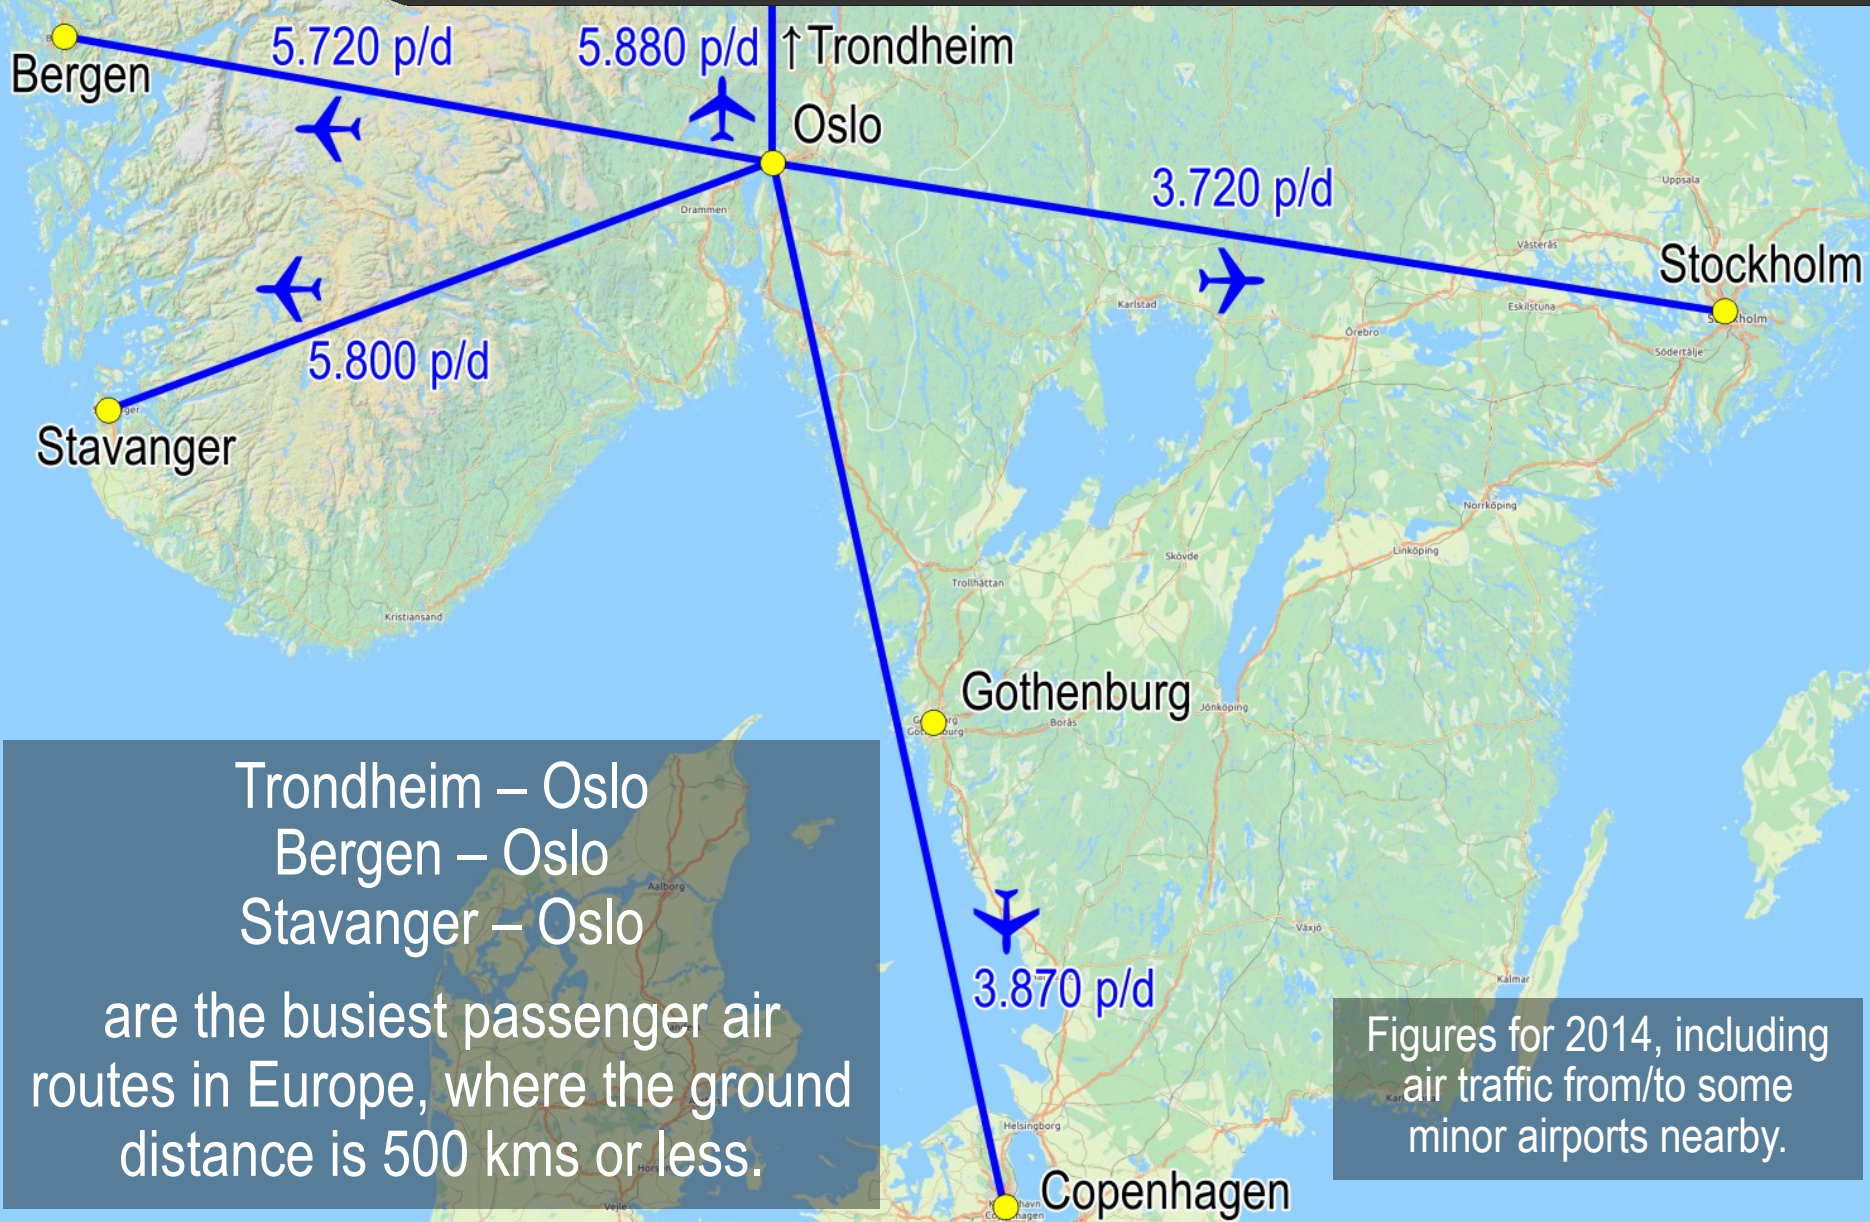 5.720 p/d
5.880 p/d
↑Trondheim
Bergen
Oslo
3.720 p/d
Uppsala
Drammen
Västerås
Stockholm
Karlstad
Eskilstuna
Örebro
Södertälje
5.800 p/d
Stavanger
Norrköping
Linköping
Skövde
Trollhättan
Kristiansand
Gothenburg
Jönköping
Borås
Trondheim – Oslo
Bergen – Oslo
Stavanger – Oslo
are the busiest passenger air
routes in Europe, where the ground
distance is 500 kms or less.
Aalborg
Växjö
Kalmar
3.870 p/d
Figures for 2014, including
air traffic from/to some
minor airports nearby.
Helsingborg
Copenhagen
Vejle